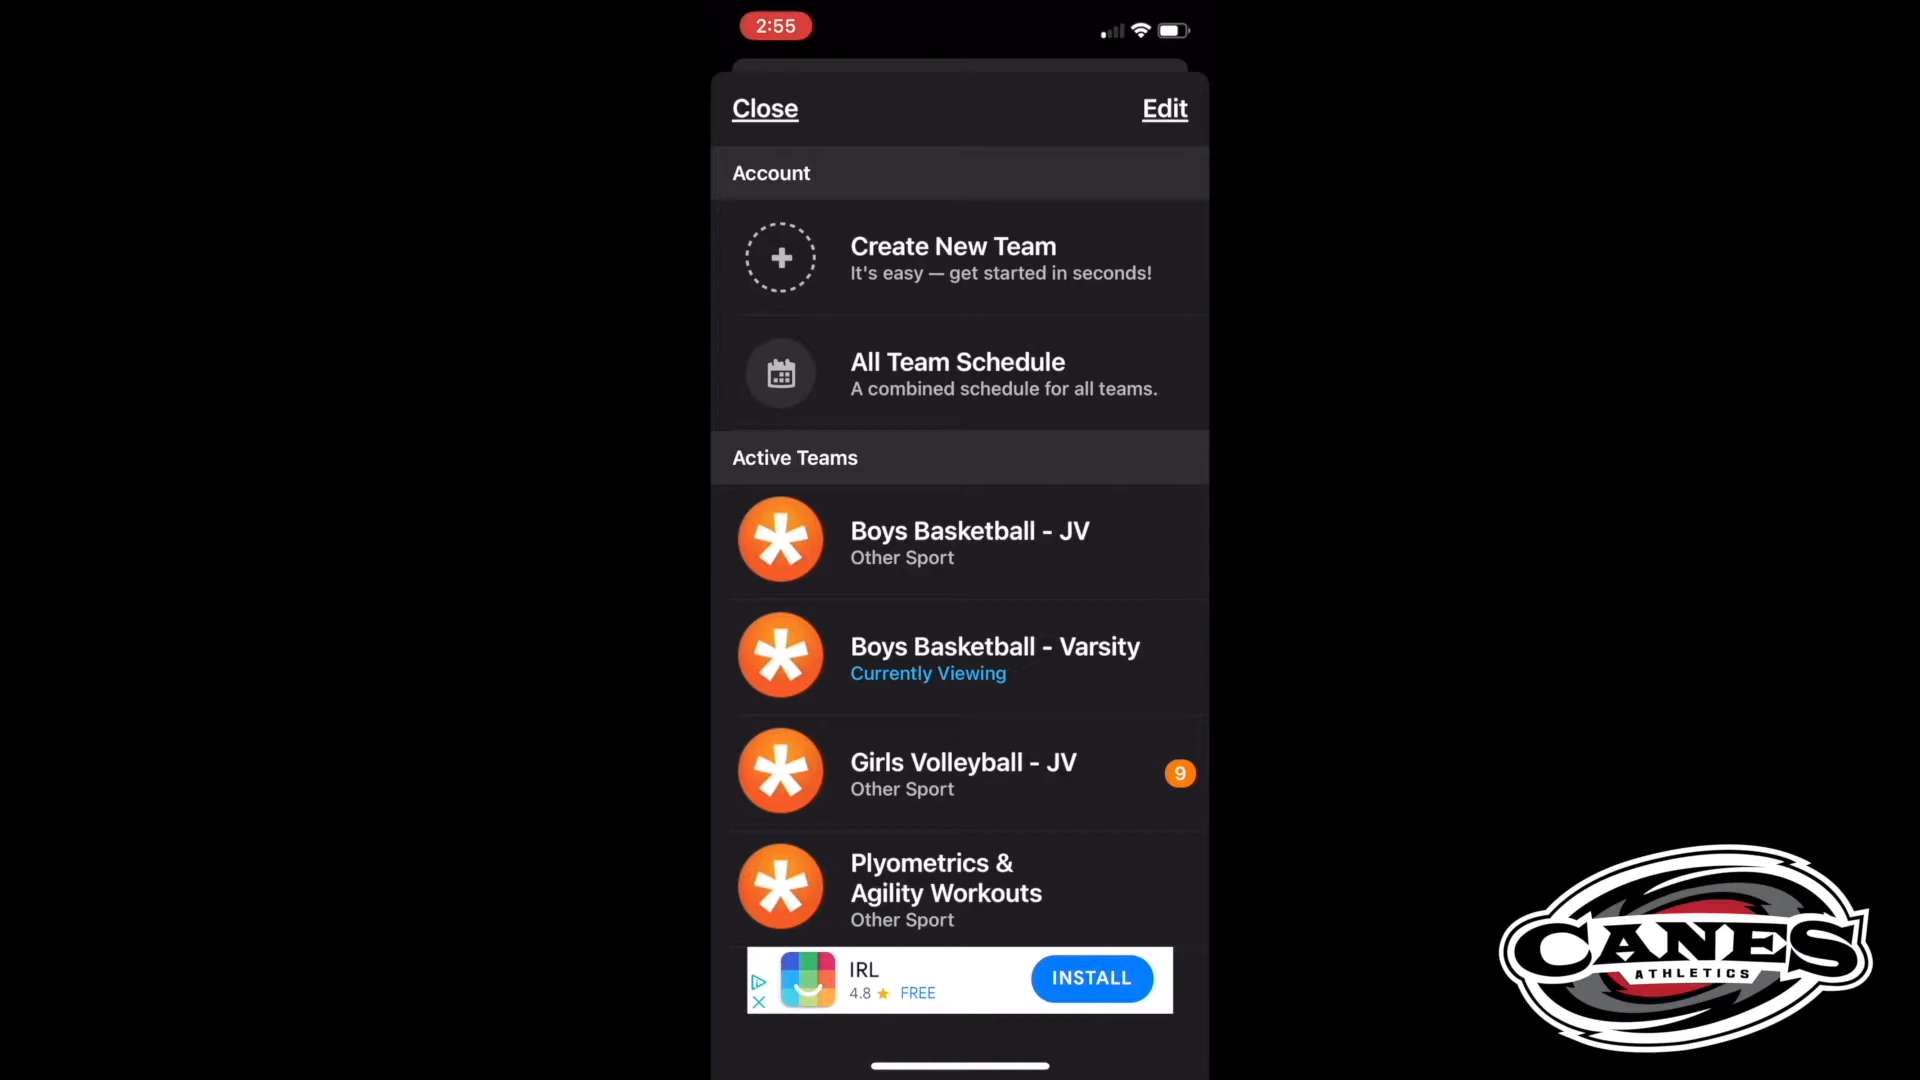 2:55
Close
Edit
Account
Create New Team
It's easy — get started in seconds!
All Team Schedule
A combined schedule for all teams.
Active Teams
Boys Basketball - JV
Other Sport
Boys Basketball - Varsity
Currently Viewing
Girls Volleyball - JV
Other Sport
9
Plyometrics &
Agility Workouts
Other Sport
IRL
4.8 ★ FREE
INSTALL
CANES
ATHLETICS